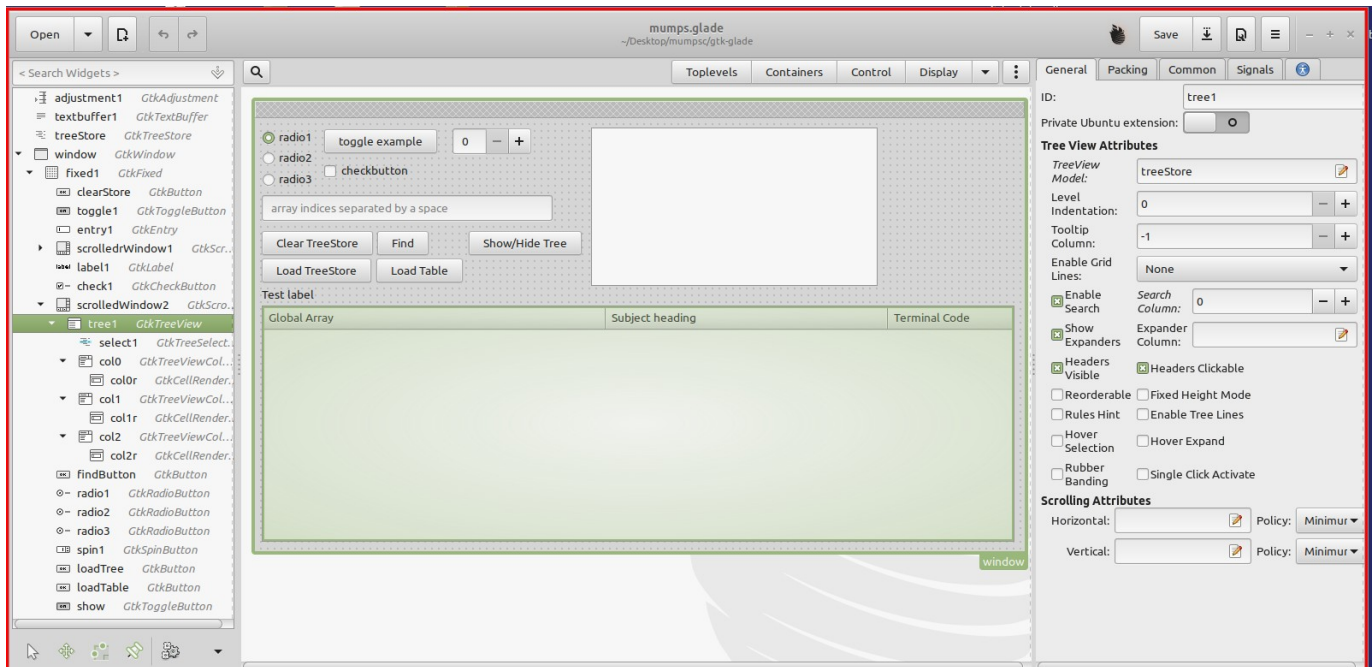 mumps.glade
Open
~/Desktop/mumpsc/gtk-glade
Save
< Search Widgets >
Toplevels Containers Control Display
General Packing Common Signals
adjustment1 GtkAdjustment
textbuffer1 GtkTextBuffer
treeStore GtkTreeStore
window GtkWindow
fixed1 GtkFixed
clearStore GtkButton
toggle1 GtkToggleButton
entry1 GtkEntry
scrolledrWindow1 GtkScr...
label1 GtkLabel
check1 GtkCheckButton
scrolledWindow2 GtkScro...
tree1 GtkTreeView
select1 GtkTreeSelect...
col0 GtkTreeViewCol...
col0r GtkCellRender...
col1 GtkTreeViewCol...
col1r GtkCellRender...
col2 GtkTreeViewCol...
col2r GtkCellRender...
findButton GtkButton
radio1 GtkRadioButton
radio2 GtkRadioButton
radio3 GtkRadioButton
spin1 GtkSpinButton
loadTree GtkButton
loadTable GtkButton
show GtkToggleButton
radio1 toggle example 0 − +
radio2
checkbutton
radio3
array indices separated by a space
Clear TreeStore Find Show/Hide Tree
Load TreeStore Load Table
Test label
Global Array Subject heading Terminal Code
window
ID: tree1
Private Ubuntu extension: O
Tree View Attributes
TreeView
Model: treeStore
Level
Indentation: 0 − +
Tooltip
Column: -1 − +
Enable Grid
Lines: None
Enable
Search
Search
Column: 0 − +
Show
Expanders
Expander
Column:
Headers
Visible
Headers Clickable
Reorderable Fixed Height Mode
Rules Hint Enable Tree Lines
Hover
Selection
Hover Expand
Rubber
Banding
Single Click Activate
Scrolling Attributes
Horizontal: Policy: Minimur
Vertical: Policy: Minimur